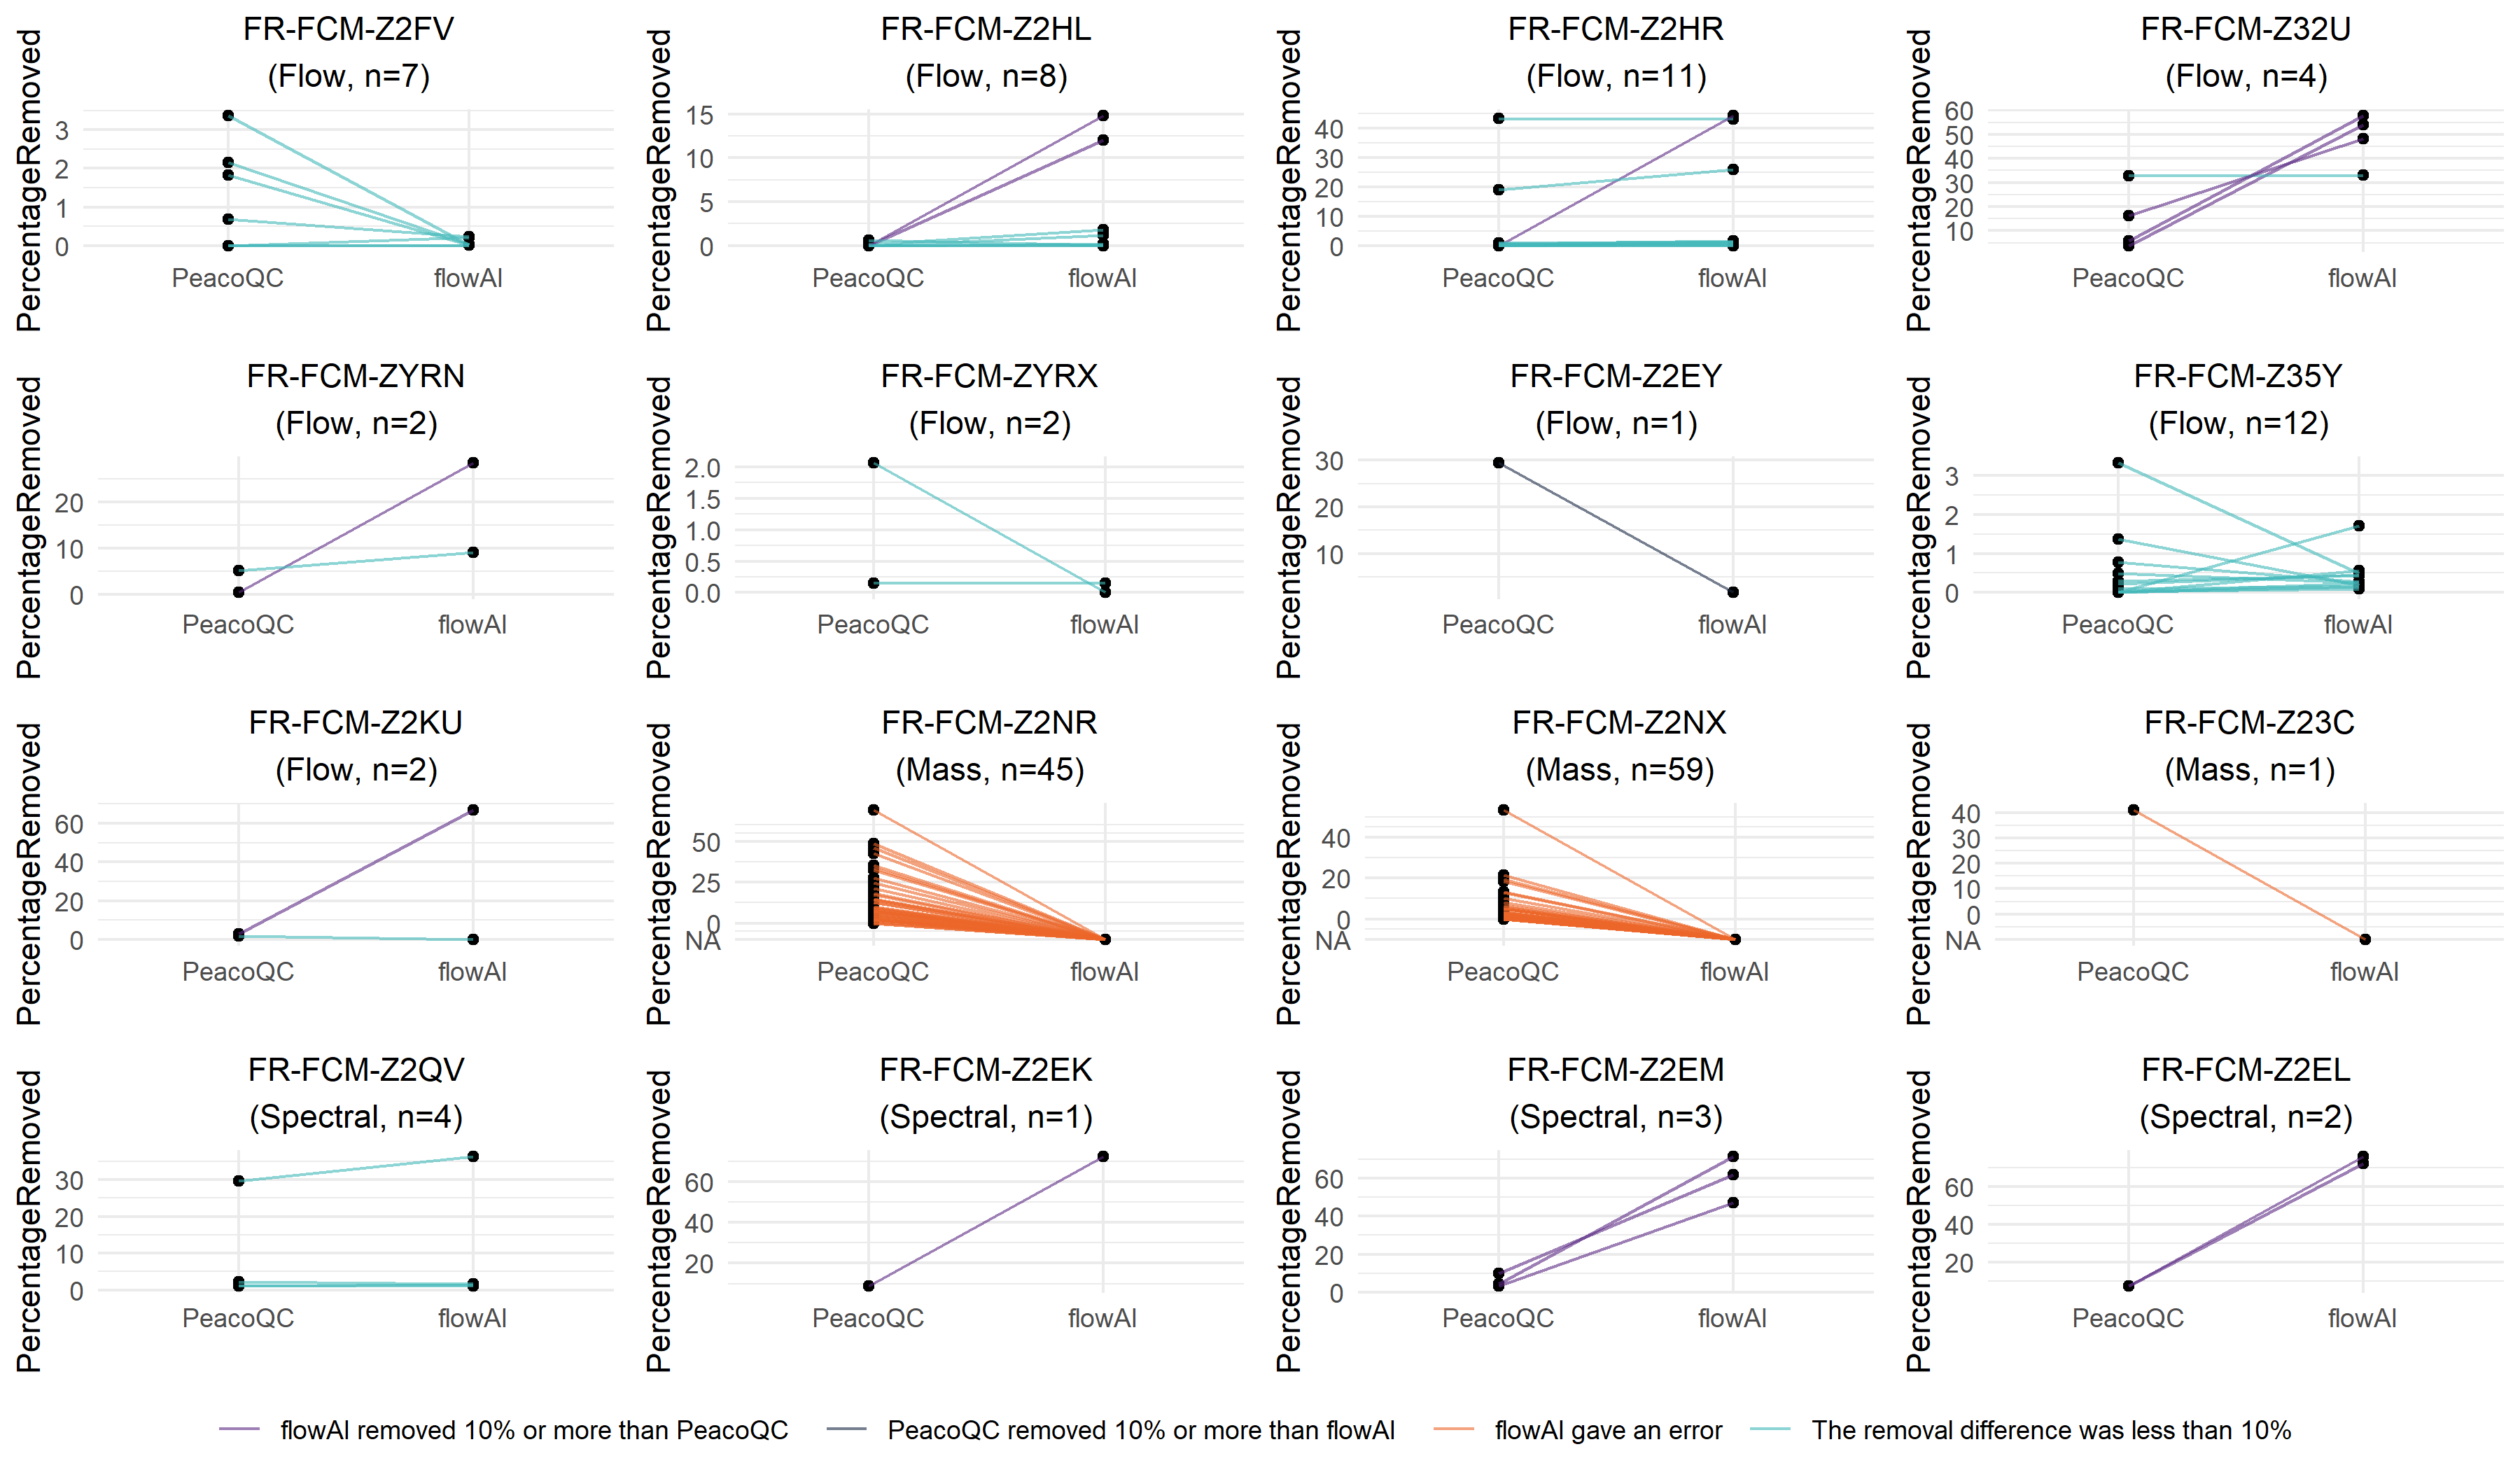 FR-FCM-Z2FV
(Flow, n=7)
PercentageRemoved
3
2
1
0
PeacoQC
flowAI
FR-FCM-Z2HL
(Flow, n=8)
PercentageRemoved
15
10
5
0
PeacoQC
flowAI
FR-FCM-Z2HR
(Flow, n=11)
PercentageRemoved
40
30
20
10
0
PeacoQC
flowAI
FR-FCM-Z32U
(Flow, n=4)
PercentageRemoved
60
50
40
30
20
10
PeacoQC
flowAI
FR-FCM-ZYRN
(Flow, n=2)
PercentageRemoved
20
10
0
PeacoQC
flowAI
FR-FCM-ZYRX
(Flow, n=2)
PercentageRemoved
2.0
1.5
1.0
0.5
0.0
PeacoQC
flowAI
FR-FCM-Z2EY
(Flow, n=1)
PercentageRemoved
30
20
10
PeacoQC
flowAI
FR-FCM-Z35Y
(Flow, n=12)
PercentageRemoved
3
2
1
0
PeacoQC
flowAI
FR-FCM-Z2KU
(Flow, n=2)
PercentageRemoved
60
40
20
0
PeacoQC
flowAI
FR-FCM-Z2NR
(Mass, n=45)
PercentageRemoved
50
25
0
NA
PeacoQC
flowAI
FR-FCM-Z2NX
(Mass, n=59)
PercentageRemoved
40
20
0
NA
PeacoQC
flowAI
FR-FCM-Z23C
(Mass, n=1)
PercentageRemoved
40
30
20
10
0
NA
PeacoQC
flowAI
FR-FCM-Z2QV
(Spectral, n=4)
PercentageRemoved
30
20
10
0
PeacoQC
flowAI
FR-FCM-Z2EK
(Spectral, n=1)
PercentageRemoved
60
40
20
PeacoQC
flowAI
FR-FCM-Z2EM
(Spectral, n=3)
PercentageRemoved
60
40
20
0
PeacoQC
flowAI
FR-FCM-Z2EL
(Spectral, n=2)
PercentageRemoved
60
40
20
PeacoQC
flowAI
flowAI removed 10% or more than PeacoQC
PeacoQC removed 10% or more than flowAI
flowAI gave an error
The removal difference was less than 10%